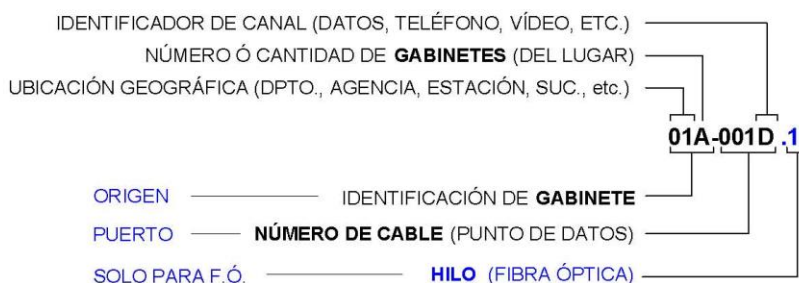 IDENTIFICADOR DE CANAL (DATOS, TELÉFONO, VÍDEO, ETC.)
NÚMERO Ó CANTIDAD DE GABINETES (DEL LUGAR)
UBICACIÓN GEOGRÁFICA (DPTO., AGENCIA, ESTACIÓN, SUC., etc.)
01A-001D .1
ORIGEN IDENTIFICACIÓN DE GABINETE
PUERTO NÚMERO DE CABLE (PUNTO DE DATOS)
SOLO PARA F.Ó. HILO (FIBRA ÓPTICA)